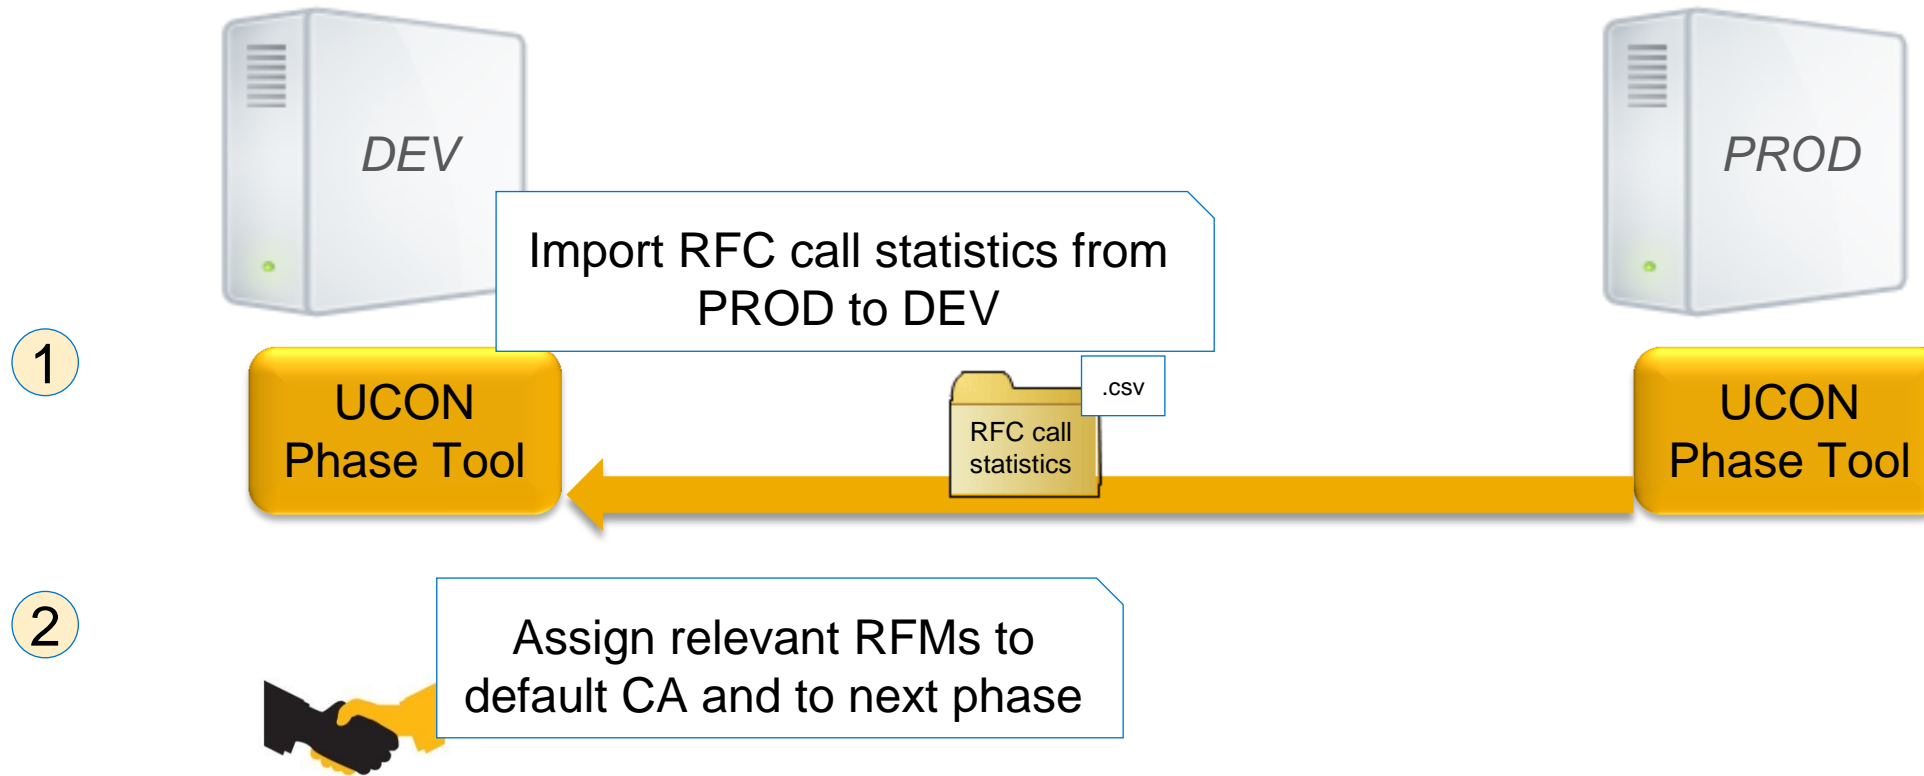 DEV
PROD
Import RFC call statistics from
PROD to DEV
1
UCON
Phase Tool
.csv
RFC call
statistics
UCON
Phase Tool
2
Assign relevant RFMs to
default CA and to next phase